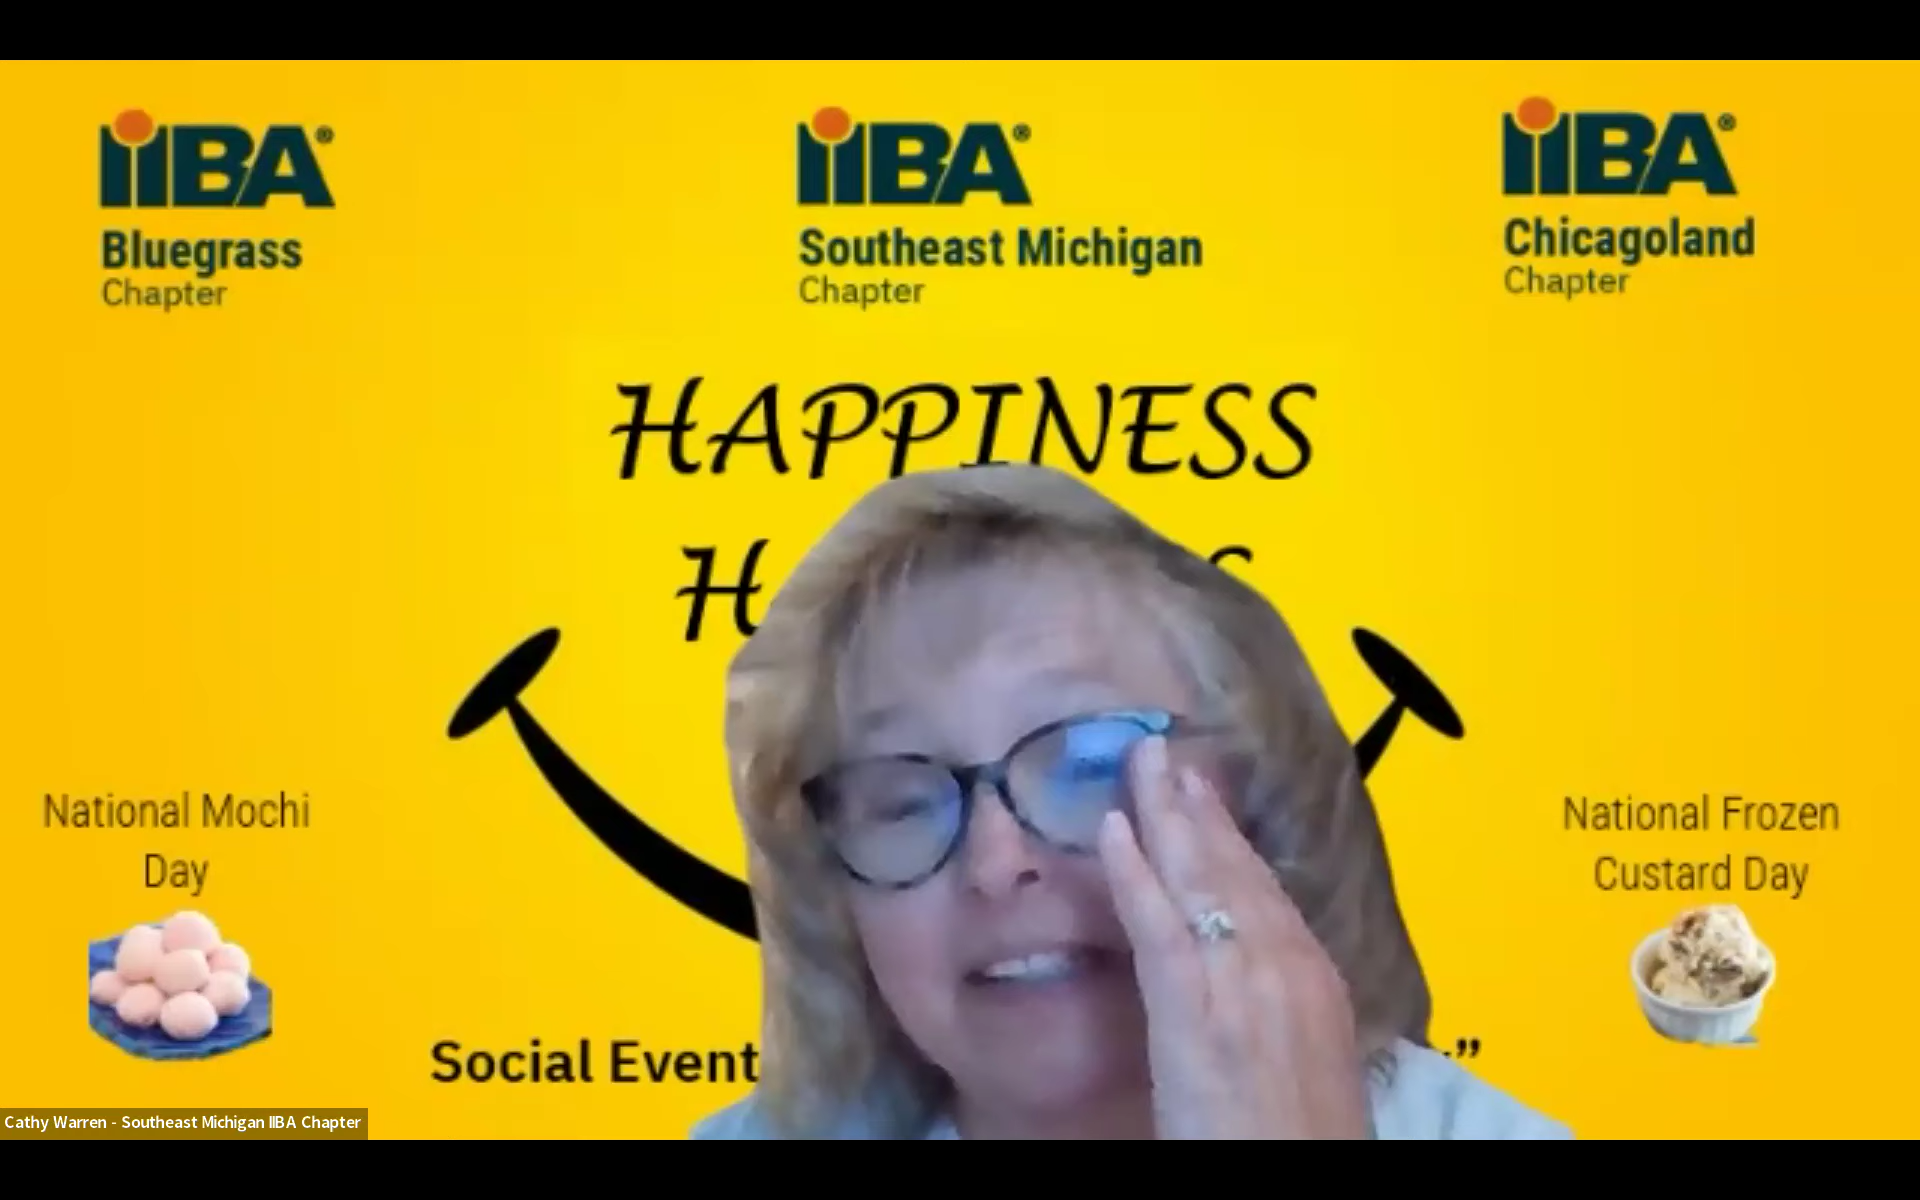 IIBA®
Bluegrass
Chapter
IIBA®
Southeast Michigan
Chapter
IIBA®
Chicagoland
Chapter
HAPPINESS
National Mochi
Day
National Frozen
Custard Day
Social Event
Cathy Warren - Southeast Michigan IIBA Chapter